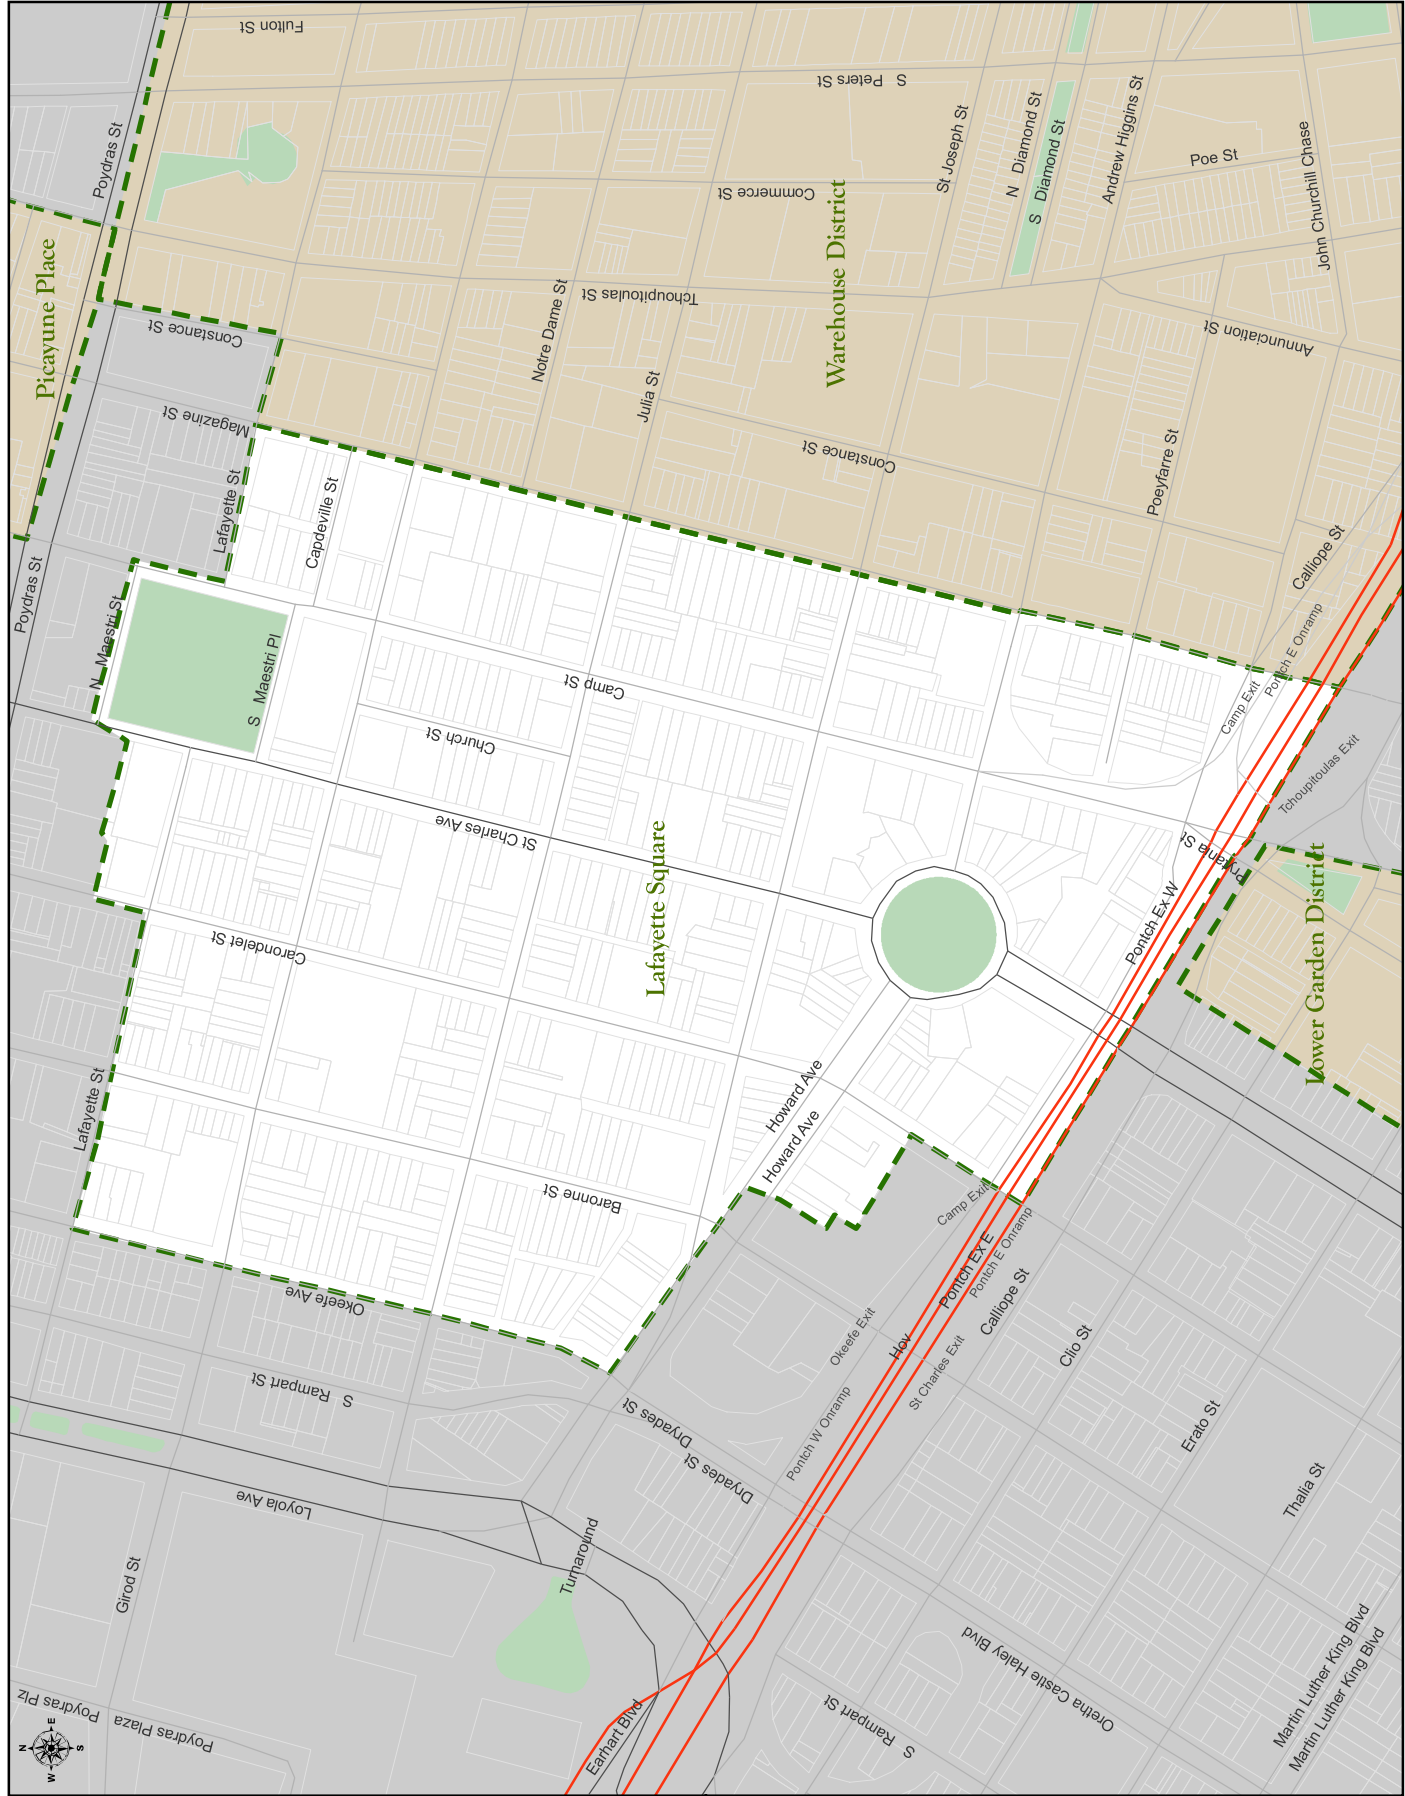 Fulton St
S Peters St
Poydras St
St Joseph St
N Diamond St
S Diamond St
Andrew Higgins St
Poe St
John Churchill Chase
Commerce St
Warehouse District
Picayune Place
Constance St
Notre Dame St
Tchoupitoulas St
Annunciation St
Julia St
Magazine St
Constance St
Lafayette St
Capdeville St
Poeyfarre St
Calliope St
Poydras St
N Maestri St
S Maestri Pl
Camp St
Church St
Camp Exit
Pontch E Onramp
Tchoupitoulas Exit
St Charles Ave
Lafayette Square
Prytania St
Pontch Ex W
Lower Garden District
Carondelet St
Lafayette St
Howard Ave
Howard Ave
Baronne St
Camp Exit
Pontch Ex E
Pontch E Onramp
Calliope St
Okeefe Ave
Okeefe Exit
Hov
St Charles Exit
Clio St
S Rampart St
Dryades St
Dryades St
Pontch W Onramp
Erato St
Thalia St
Loyola Ave
Turnaround
Girod St
Oretha Castle Haley Blvd
Martin Luther King Blvd
Martin Luther King Blvd
Poydras Plz
Poydras Plaza
Earhart Blvd
S Rampart St
N
E
S
W